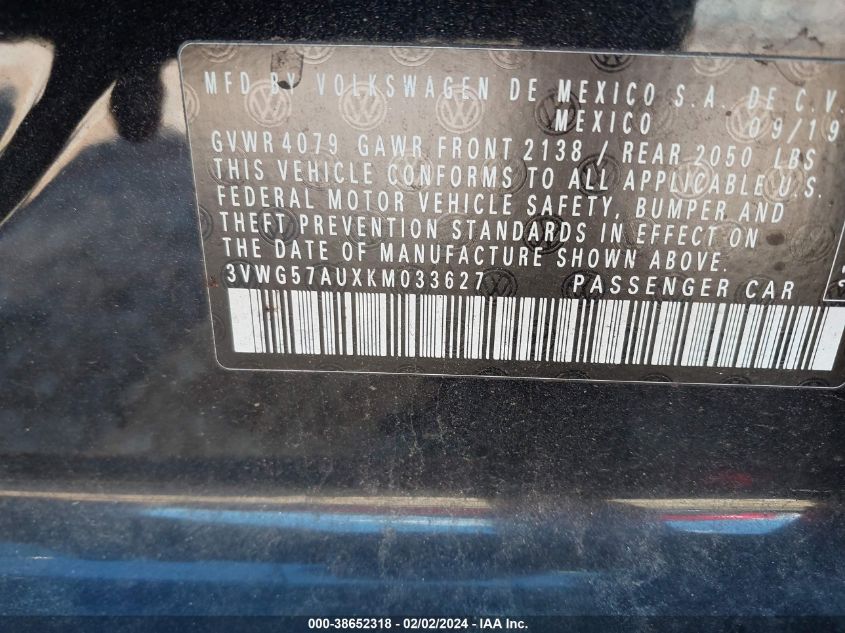 MFD BY VOLKSWAGEN DE MEXICO S.A. DE C.V.
MEXICO 09/19
GVWR 4079 GAWR FRONT 2138 / REAR 2050 LBS
THIS VEHICLE CONFORMS TO ALL APPLICABLE U.S.
FEDERAL MOTOR VEHICLE SAFETY, BUMPER AND
THEFT PREVENTION STANDARDS IN EFFECT ON
THE DATE OF MANUFACTURE SHOWN ABOVE.
3VWG57AUXKM033627 PASSENGER CAR
000-38652318 - 02/02/2024 - IAA Inc.